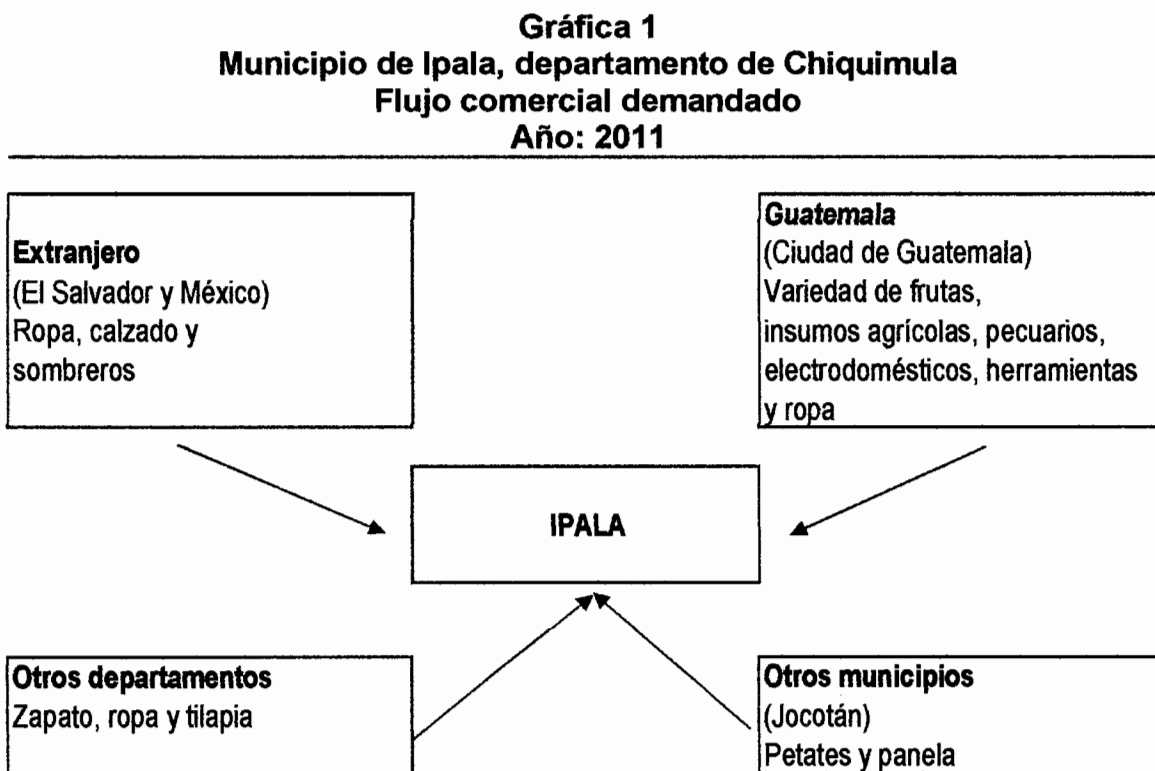 Gráfica 1
Municipio de Ipala, departamento de Chiquimula
Flujo comercial demandado
Año: 2011
Extranjero
(El Salvador y México)
Ropa, calzado y
sombreros
Guatemala
(Ciudad de Guatemala)
Variedad de frutas,
insumos agrícolas, pecuarios,
electrodomésticos, herramientas
y ropa
IPALA
Otros departamentos
Zapato, ropa y tilapia
Otros municipios
(Jocotán)
Petates y panela